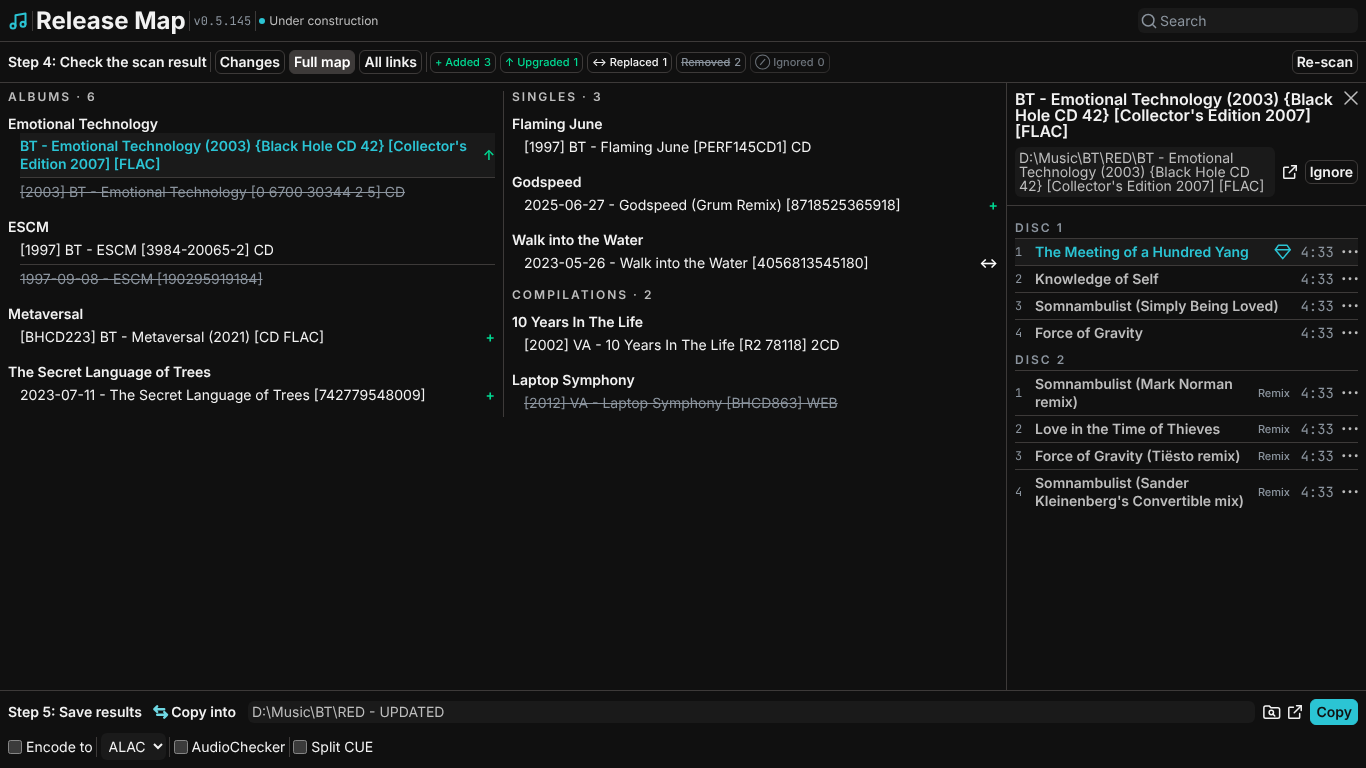 Release Map v0.5.145 Under construction Search
Step 4: Check the scan result Changes Full map All links + Added 3 ↑ Upgraded 1 ↔ Replaced 1 Removed 2 Ignored 0 Re-scan
ALBUMS · 6
Emotional Technology
BT - Emotional Technology (2003) {Black Hole CD 42} [Collector's
Edition 2007] [FLAC] ↑
[2003] BT - Emotional Technology [0 6700 30344 2 5] CD
ESCM
[1997] BT - ESCM [3984-20065-2] CD
1997-09-08 - ESCM [190295919184]
Metaversal
[BHCD223] BT - Metaversal (2021) [CD FLAC] +
The Secret Language of Trees
2023-07-11 - The Secret Language of Trees [742779548009] +
SINGLES · 3
Flaming June
[1997] BT - Flaming June [PERF145CD1] CD
Godspeed
2025-06-27 - Godspeed (Grum Remix) [8718525365918] +
Walk into the Water
2023-05-26 - Walk into the Water [4056813545180] ↔
COMPILATIONS · 2
10 Years In The Life
[2002] VA - 10 Years In The Life [R2 78118] 2CD
Laptop Symphony
[2012] VA - Laptop Symphony [BHCD863] WEB
BT - Emotional Technology (2003) {Black
Hole CD 42} [Collector's Edition 2007]
[FLAC]
D:\Music\BT\RED\BT - Emotional
Technology (2003) {Black Hole CD
42} [Collector's Edition 2007] [FLAC]
Ignore
DISC 1
1 The Meeting of a Hundred Yang 4:33 ···
2 Knowledge of Self 4:33 ···
3 Somnambulist (Simply Being Loved) 4:33 ···
4 Force of Gravity 4:33 ···
DISC 2
1 Somnambulist (Mark Norman
remix) Remix 4:33 ···
2 Love in the Time of Thieves Remix 4:33 ···
3 Force of Gravity (Tiësto remix) Remix 4:33 ···
4 Somnambulist (Sander
Kleinenberg's Convertible mix) Remix 4:33 ···
Step 5: Save results Copy into D:\Music\BT\RED - UPDATED Copy
Encode to ALAC AudioChecker Split CUE